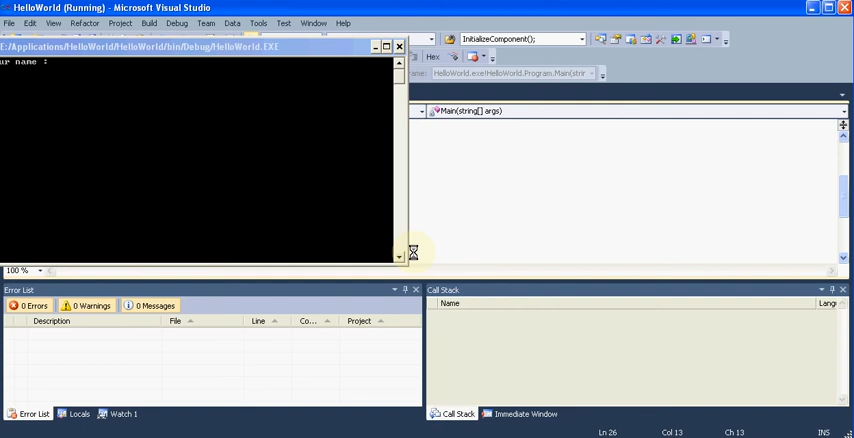 HelloWorld (Running) - Microsoft Visual Studio
File Edit View Refactor Project Build Debug Team Data Tools Test Window Help
E:/Applications/HelloWorld/HelloWorld/bin/Debug/HelloWorld.EXE
InitializeComponent();
ur name :
Hex
ame: HelloWorld.exe!HelloWorld.Program.Main(strir
Main(string[] args)
100 %
Error List
Call Stack
0 Errors 0 Warnings 0 Messages
Name Langu
Description File Line Co... Project
Error List Locals Watch 1
Call Stack Immediate Window
Ln 26 Col 13 Ch 13 INS